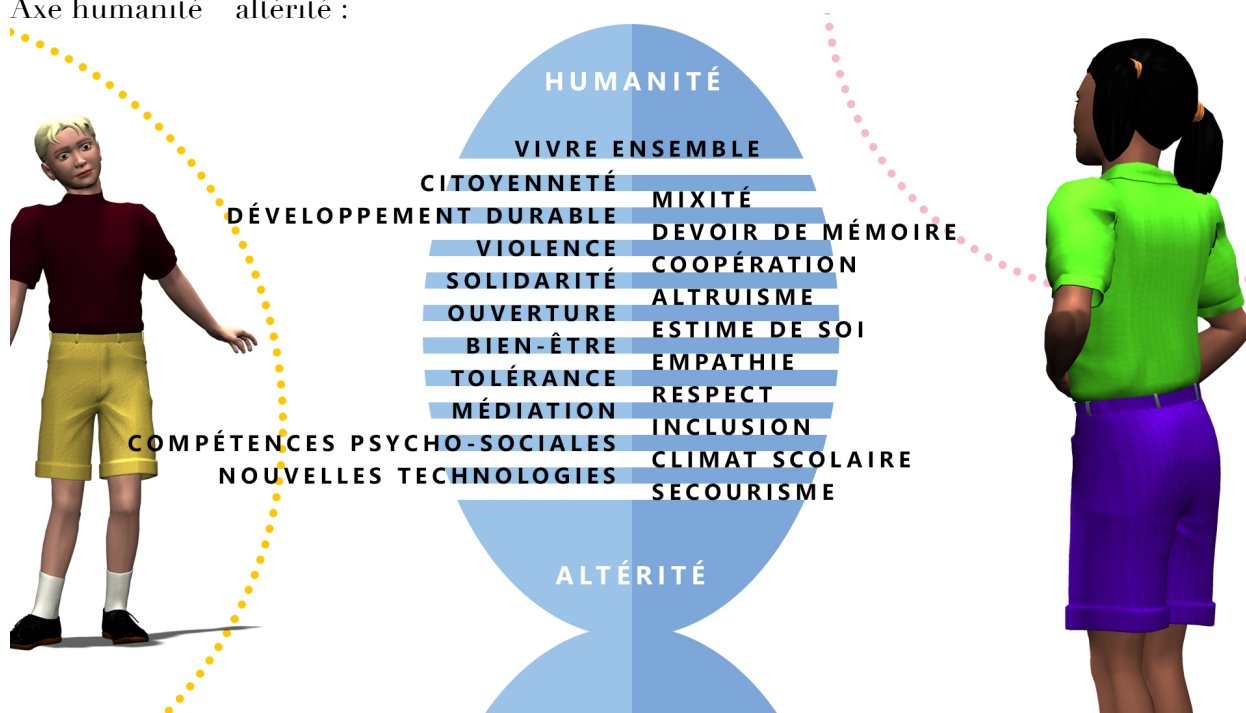 Axe humanité altérité :
HUMANITÉ
VIVRE ENSEMBLE
CITOYENNETÉ
MIXITÉ
DÉVELOPPEMENT DURABLE
DEVOIR DE MÉMOIRE
VIOLENCE
COOPÉRATION
SOLIDARITÉ
ALTRUISME
OUVERTURE
ESTIME DE SOI
BIEN-ÊTRE
EMPATHIE
TOLÉRANCE
RESPECT
MÉDIATION
INCLUSION
COMPÉTENCES PSYCHO-SOCIALES
CLIMAT SCOLAIRE
NOUVELLES TECHNOLOGIES
SECOURISME
ALTÉRITÉ